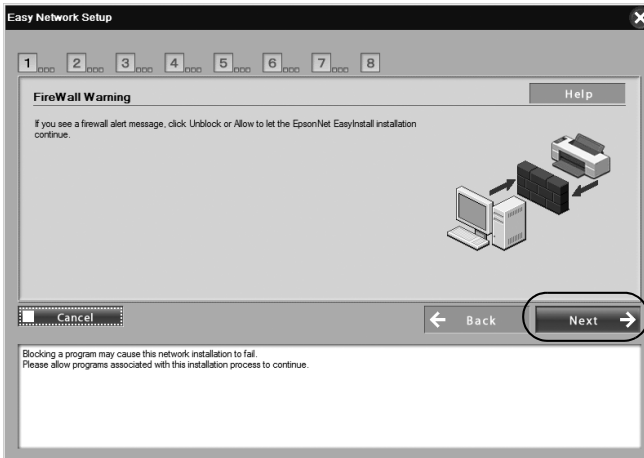 Easy Network Setup
1 2 3 4 5 6 7 8
FireWall Warning
Help
If you see a firewall alert message, click Unblock or Allow to let the EpsonNet EasyInstall installation
continue.
Cancel
Back
Next
Blocking a program may cause this network installation to fail.
Please allow programs associated with this installation process to continue.